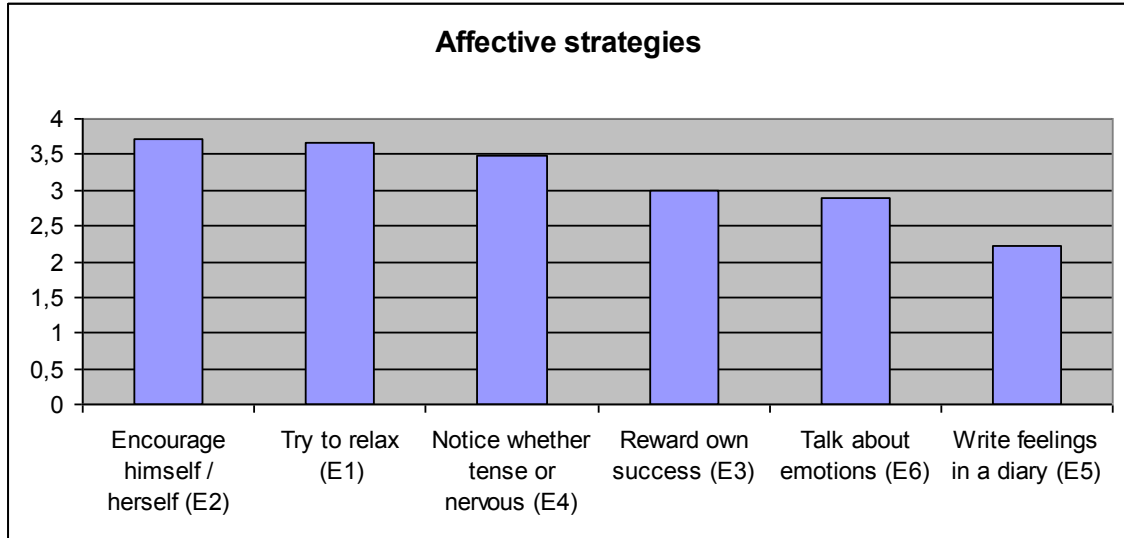 Affective strategies
4
3,5
3
2,5
2
1,5
1
0,5
0
Encourage
himself /
herself (E2)
Try to relax
(E1)
Notice whether
tense or
nervous (E4)
Reward own
success (E3)
Talk about
emotions (E6)
Write feelings
in a diary (E5)